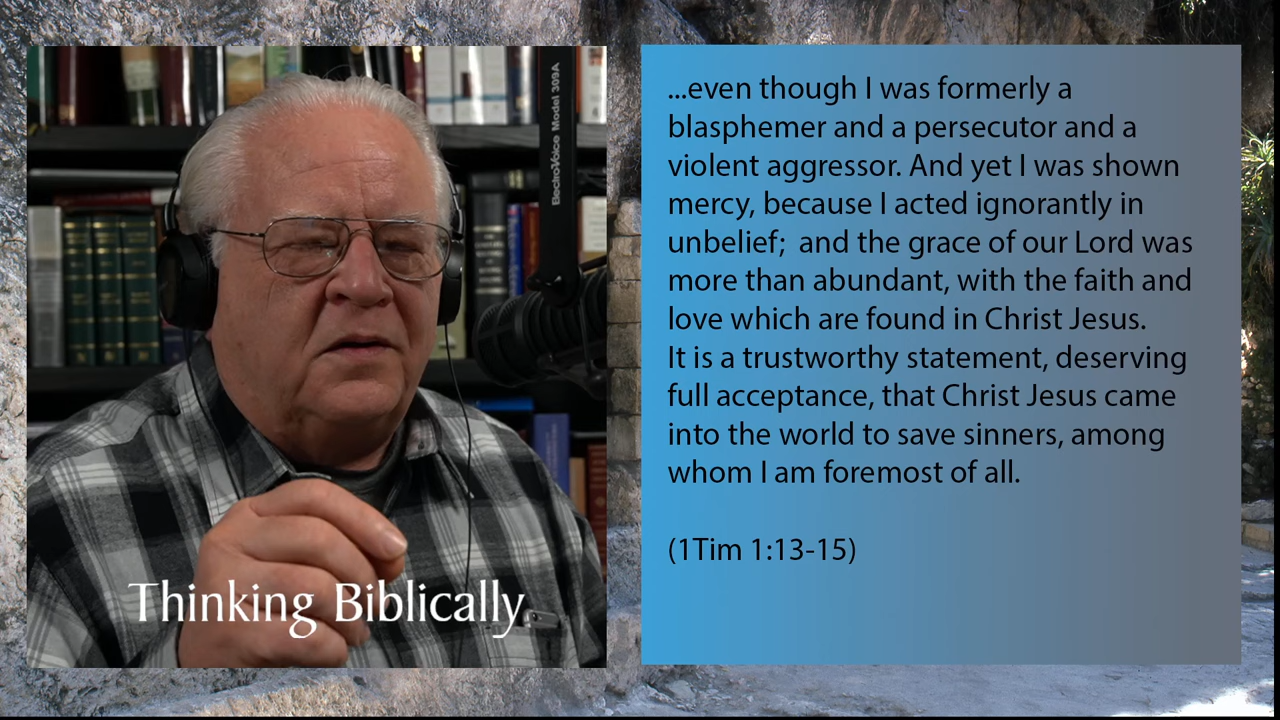 ElectroVoice Model 309A
Thinking Biblically
...even though I was formerly a
blasphemer and a persecutor and a
violent aggressor. And yet I was shown
mercy, because I acted ignorantly in
unbelief;  and the grace of our Lord was
more than abundant, with the faith and
love which are found in Christ Jesus.
It is a trustworthy statement, deserving
full acceptance, that Christ Jesus came
into the world to save sinners, among
whom I am foremost of all.
(1Tim 1:13-15)